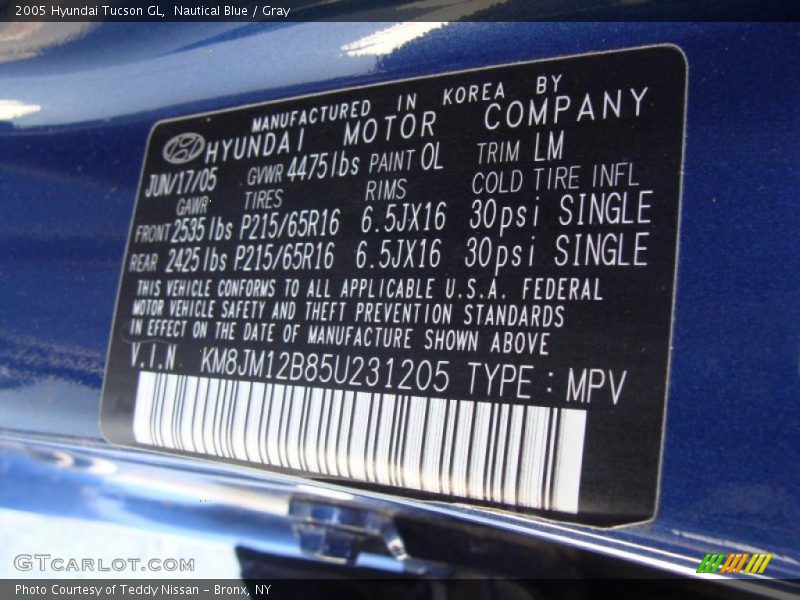 2005 Hyundai Tucson GL,  Nautical Blue / Gray
MANUFACTURED IN KOREA BY
HYUNDAI MOTOR COMPANY
JUN/17/05 GVWR 4475lbs PAINT OL TRIM LM
GAWR TIRES RIMS COLD TIRE INFL
FRONT 2535 lbs P215/65R16 6.5JX16 30psi SINGLE
REAR 2425 lbs P215/65R16 6.5JX16 30psi SINGLE
THIS VEHICLE CONFORMS TO ALL APPLICABLE U.S.A. FEDERAL
MOTOR VEHICLE SAFETY AND THEFT PREVENTION STANDARDS
IN EFFECT ON THE DATE OF MANUFACTURE SHOWN ABOVE
V.I.N. KM8JM12B85U231205 TYPE : MPV
GTCARLOT.COM
Photo Courtesy of Teddy Nissan - Bronx, NY